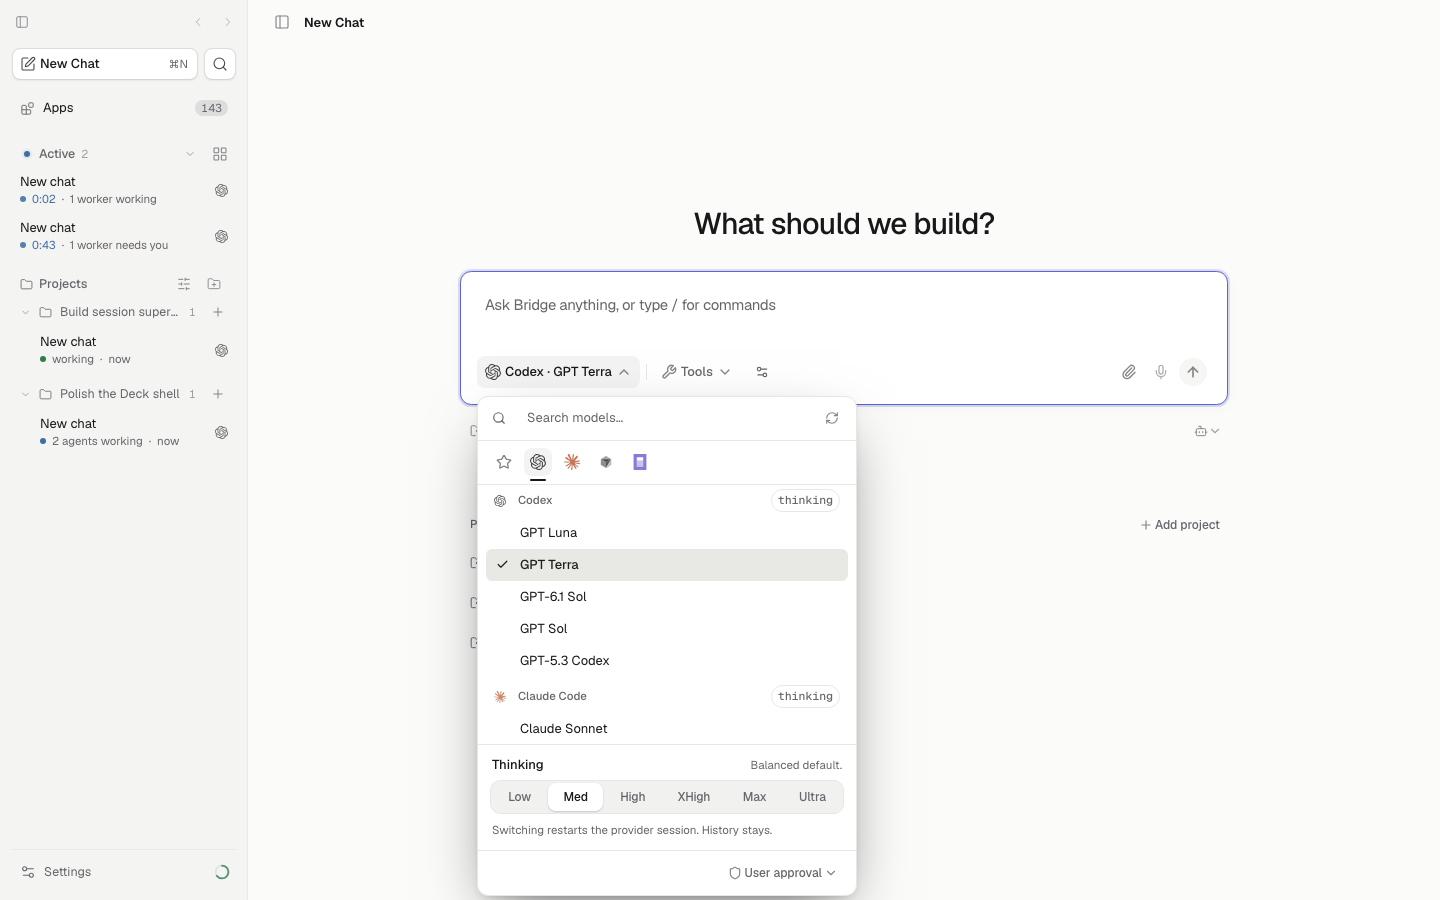 New Chat ⌘N
Apps 143
Active 2
New chat
0:02 · 1 worker working
New chat
0:43 · 1 worker needs you
Projects
Build session super... 1
New chat
working · now
Polish the Deck shell 1
New chat
2 agents working · now
Settings
New Chat
What should we build?
Ask Bridge anything, or type / for commands
Codex · GPT Terra
Tools
Search models...
Codex thinking
GPT Luna
GPT Terra
GPT-6.1 Sol
GPT Sol
GPT-5.3 Codex
Claude Code thinking
Claude Sonnet
Thinking Balanced default.
Low Med High XHigh Max Ultra
Switching restarts the provider session. History stays.
User approval
Add project